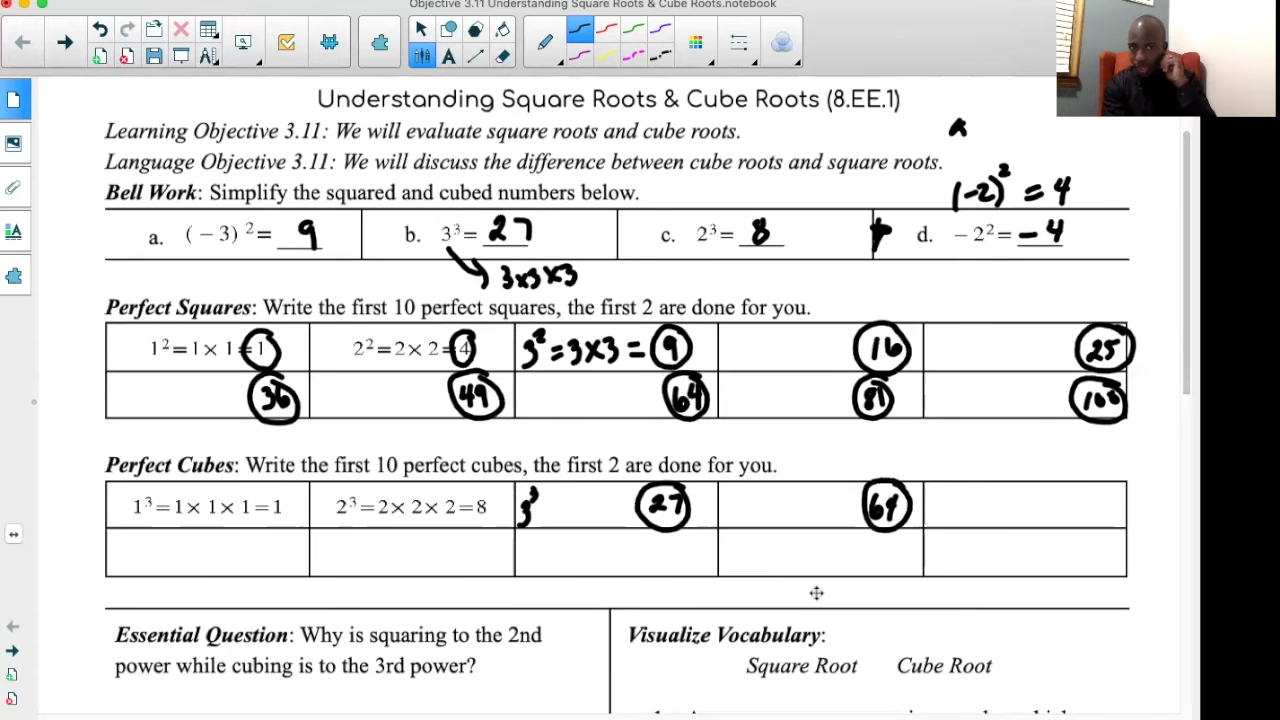 Objective 3.11 Understanding Square Roots & Cube Roots.notebook
Understanding Square Roots & Cube Roots (8.EE.1)
Learning Objective 3.11: We will evaluate square roots and cube roots.
Language Objective 3.11: We will discuss the difference between cube roots and square roots.
Bell Work: Simplify the squared and cubed numbers below.
(-2)² = 4
a. (−3)² = 9 b. 3³ = 27 c. 2³ = 8 d. −2² = -4
3x3x3
Perfect Squares: Write the first 10 perfect squares, the first 2 are done for you.
1² = 1 × 1 = 1 2² = 2 × 2 = 4 3² = 3 x 3 = 9 16 25
36 49 64 81 100
Perfect Cubes: Write the first 10 perfect cubes, the first 2 are done for you.
1³ = 1 × 1 × 1 = 1 2³ = 2 × 2 × 2 = 8 3³ 27 64
Essential Question: Why is squaring to the 2nd
power while cubing is to the 3rd power?
Visualize Vocabulary:
Square Root Cube Root